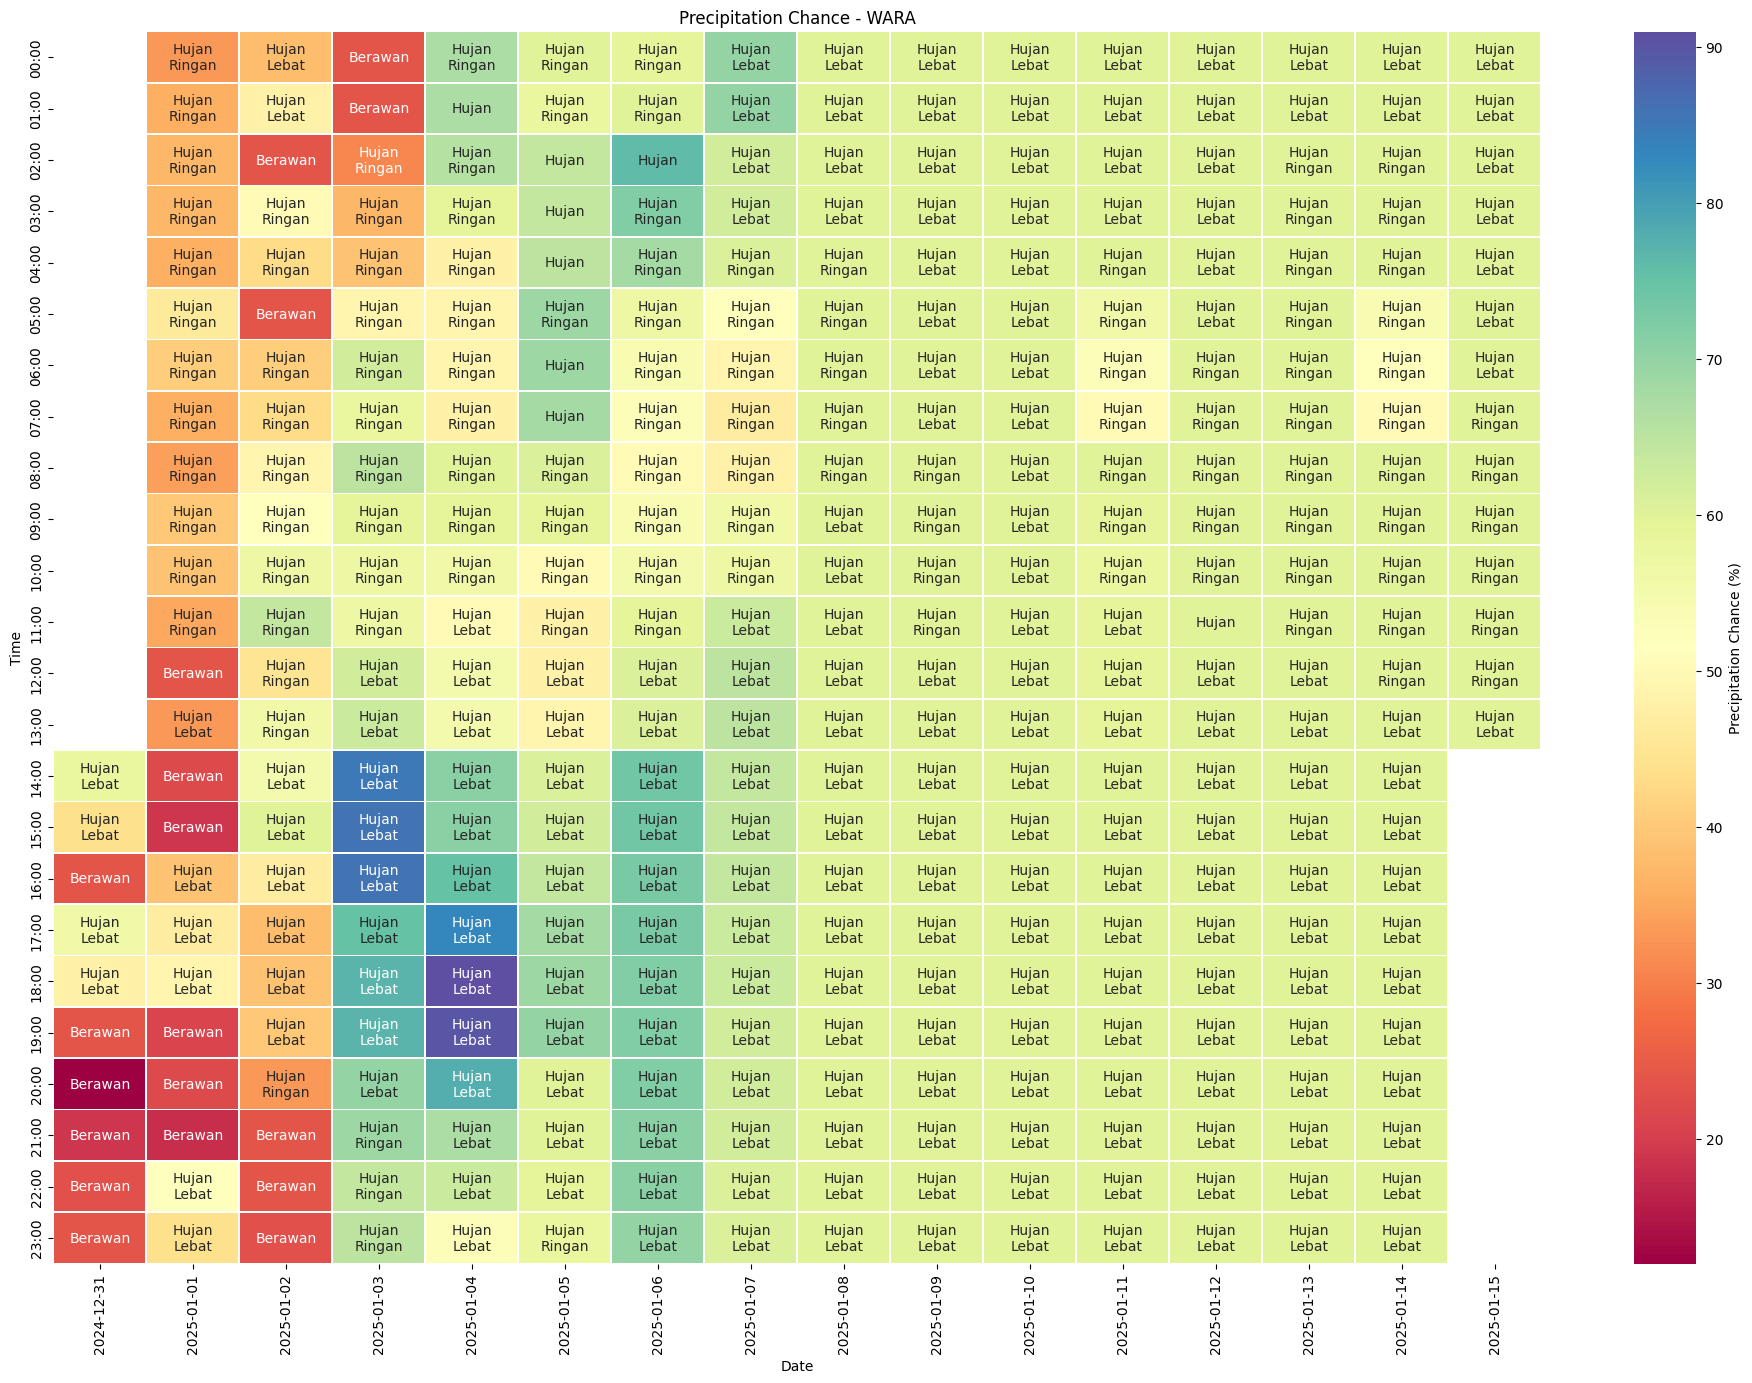 Precipitation Chance - WARA
00:00 Hujan Ringan Hujan Lebat Berawan Hujan Ringan Hujan Ringan Hujan Ringan Hujan Lebat Hujan Lebat Hujan Lebat Hujan Lebat Hujan Lebat Hujan Lebat Hujan Lebat Hujan Lebat Hujan Lebat
01:00 Hujan Ringan Hujan Lebat Berawan Hujan Hujan Ringan Hujan Ringan Hujan Lebat Hujan Lebat Hujan Lebat Hujan Lebat Hujan Lebat Hujan Lebat Hujan Lebat Hujan Lebat Hujan Lebat
02:00 Hujan Ringan Berawan Hujan Ringan Hujan Ringan Hujan Hujan Hujan Lebat Hujan Lebat Hujan Lebat Hujan Lebat Hujan Lebat Hujan Lebat Hujan Ringan Hujan Ringan Hujan Lebat
03:00 Hujan Ringan Hujan Ringan Hujan Ringan Hujan Ringan Hujan Hujan Ringan Hujan Lebat Hujan Lebat Hujan Lebat Hujan Lebat Hujan Lebat Hujan Lebat Hujan Ringan Hujan Ringan Hujan Lebat
04:00 Hujan Ringan Hujan Ringan Hujan Ringan Hujan Ringan Hujan Hujan Ringan Hujan Ringan Hujan Ringan Hujan Lebat Hujan Lebat Hujan Ringan Hujan Lebat Hujan Ringan Hujan Ringan Hujan Lebat
05:00 Hujan Ringan Berawan Hujan Ringan Hujan Ringan Hujan Ringan Hujan Ringan Hujan Ringan Hujan Ringan Hujan Lebat Hujan Lebat Hujan Ringan Hujan Lebat Hujan Ringan Hujan Ringan Hujan Lebat
06:00 Hujan Ringan Hujan Ringan Hujan Ringan Hujan Ringan Hujan Hujan Ringan Hujan Ringan Hujan Ringan Hujan Lebat Hujan Lebat Hujan Ringan Hujan Ringan Hujan Ringan Hujan Ringan Hujan Lebat
07:00 Hujan Ringan Hujan Ringan Hujan Ringan Hujan Ringan Hujan Hujan Ringan Hujan Ringan Hujan Ringan Hujan Lebat Hujan Lebat Hujan Ringan Hujan Ringan Hujan Ringan Hujan Ringan Hujan Ringan
08:00 Hujan Ringan Hujan Ringan Hujan Ringan Hujan Ringan Hujan Ringan Hujan Ringan Hujan Ringan Hujan Ringan Hujan Ringan Hujan Lebat Hujan Ringan Hujan Ringan Hujan Ringan Hujan Ringan Hujan Ringan
09:00 Hujan Ringan Hujan Ringan Hujan Ringan Hujan Ringan Hujan Ringan Hujan Ringan Hujan Ringan Hujan Lebat Hujan Ringan Hujan Lebat Hujan Ringan Hujan Ringan Hujan Ringan Hujan Ringan Hujan Ringan
10:00 Hujan Ringan Hujan Ringan Hujan Ringan Hujan Ringan Hujan Ringan Hujan Ringan Hujan Ringan Hujan Lebat Hujan Ringan Hujan Lebat Hujan Ringan Hujan Ringan Hujan Ringan Hujan Ringan Hujan Ringan
11:00 Hujan Ringan Hujan Ringan Hujan Ringan Hujan Lebat Hujan Ringan Hujan Ringan Hujan Lebat Hujan Lebat Hujan Ringan Hujan Lebat Hujan Lebat Hujan Hujan Ringan Hujan Ringan Hujan Ringan
12:00 Berawan Hujan Ringan Hujan Lebat Hujan Lebat Hujan Lebat Hujan Lebat Hujan Lebat Hujan Lebat Hujan Lebat Hujan Lebat Hujan Lebat Hujan Lebat Hujan Lebat Hujan Ringan Hujan Ringan
13:00 Hujan Lebat Hujan Ringan Hujan Lebat Hujan Lebat Hujan Lebat Hujan Lebat Hujan Lebat Hujan Lebat Hujan Lebat Hujan Lebat Hujan Lebat Hujan Lebat Hujan Lebat Hujan Lebat Hujan Lebat
14:00 Hujan Lebat Berawan Hujan Lebat Hujan Lebat Hujan Lebat Hujan Lebat Hujan Lebat Hujan Lebat Hujan Lebat Hujan Lebat Hujan Lebat Hujan Lebat Hujan Lebat Hujan Lebat Hujan Lebat
15:00 Hujan Lebat Berawan Hujan Lebat Hujan Lebat Hujan Lebat Hujan Lebat Hujan Lebat Hujan Lebat Hujan Lebat Hujan Lebat Hujan Lebat Hujan Lebat Hujan Lebat Hujan Lebat Hujan Lebat
16:00 Berawan Hujan Lebat Hujan Lebat Hujan Lebat Hujan Lebat Hujan Lebat Hujan Lebat Hujan Lebat Hujan Lebat Hujan Lebat Hujan Lebat Hujan Lebat Hujan Lebat Hujan Lebat Hujan Lebat
17:00 Hujan Lebat Hujan Lebat Hujan Lebat Hujan Lebat Hujan Lebat Hujan Lebat Hujan Lebat Hujan Lebat Hujan Lebat Hujan Lebat Hujan Lebat Hujan Lebat Hujan Lebat Hujan Lebat Hujan Lebat
18:00 Hujan Lebat Hujan Lebat Hujan Lebat Hujan Lebat Hujan Lebat Hujan Lebat Hujan Lebat Hujan Lebat Hujan Lebat Hujan Lebat Hujan Lebat Hujan Lebat Hujan Lebat Hujan Lebat Hujan Lebat
19:00 Berawan Berawan Hujan Lebat Hujan Lebat Hujan Lebat Hujan Lebat Hujan Lebat Hujan Lebat Hujan Lebat Hujan Lebat Hujan Lebat Hujan Lebat Hujan Lebat Hujan Lebat Hujan Lebat
20:00 Berawan Berawan Hujan Ringan Hujan Lebat Hujan Lebat Hujan Lebat Hujan Lebat Hujan Lebat Hujan Lebat Hujan Lebat Hujan Lebat Hujan Lebat Hujan Lebat Hujan Lebat Hujan Lebat
21:00 Berawan Berawan Berawan Hujan Ringan Hujan Lebat Hujan Lebat Hujan Lebat Hujan Lebat Hujan Lebat Hujan Lebat Hujan Lebat Hujan Lebat Hujan Lebat Hujan Lebat Hujan Lebat
22:00 Berawan Hujan Lebat Berawan Hujan Ringan Hujan Lebat Hujan Lebat Hujan Lebat Hujan Lebat Hujan Lebat Hujan Lebat Hujan Lebat Hujan Lebat Hujan Lebat Hujan Lebat Hujan Lebat
23:00 Berawan Hujan Lebat Berawan Hujan Ringan Hujan Lebat Hujan Ringan Hujan Lebat Hujan Lebat Hujan Lebat Hujan Lebat Hujan Lebat Hujan Lebat Hujan Lebat Hujan Lebat Hujan Lebat
Time
2024-12-31 2025-01-01 2025-01-02 2025-01-03 2025-01-04 2025-01-05 2025-01-06 2025-01-07 2025-01-08 2025-01-09 2025-01-10 2025-01-11 2025-01-12 2025-01-13 2025-01-14 2025-01-15
Date
90
80
70
60
50
40
30
20
Precipitation Chance (%)